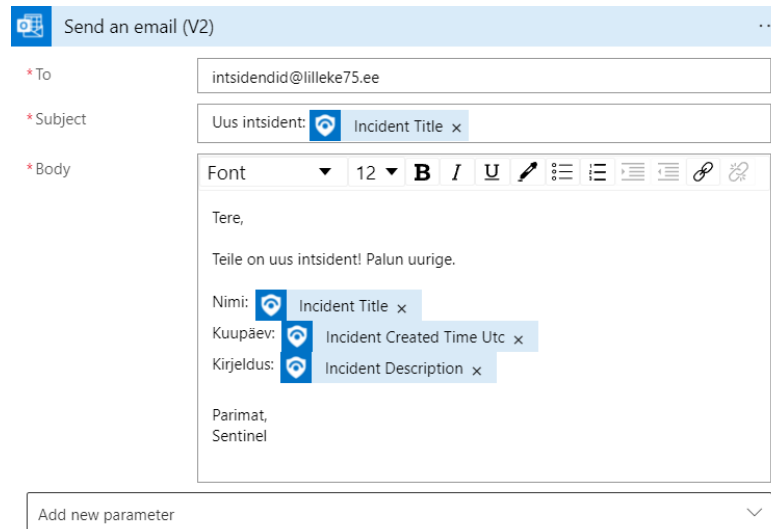 Send an email (V2)
* To
intsidendid@lilleke75.ee
* Subject
Uus intsident: Incident Title ×
* Body
Font 12 B I U
Tere,
Teile on uus intsident! Palun uurige.
Nimi: Incident Title ×
Kuupäev: Incident Created Time Utc ×
Kirjeldus: Incident Description ×
Parimat,
Sentinel
Add new parameter